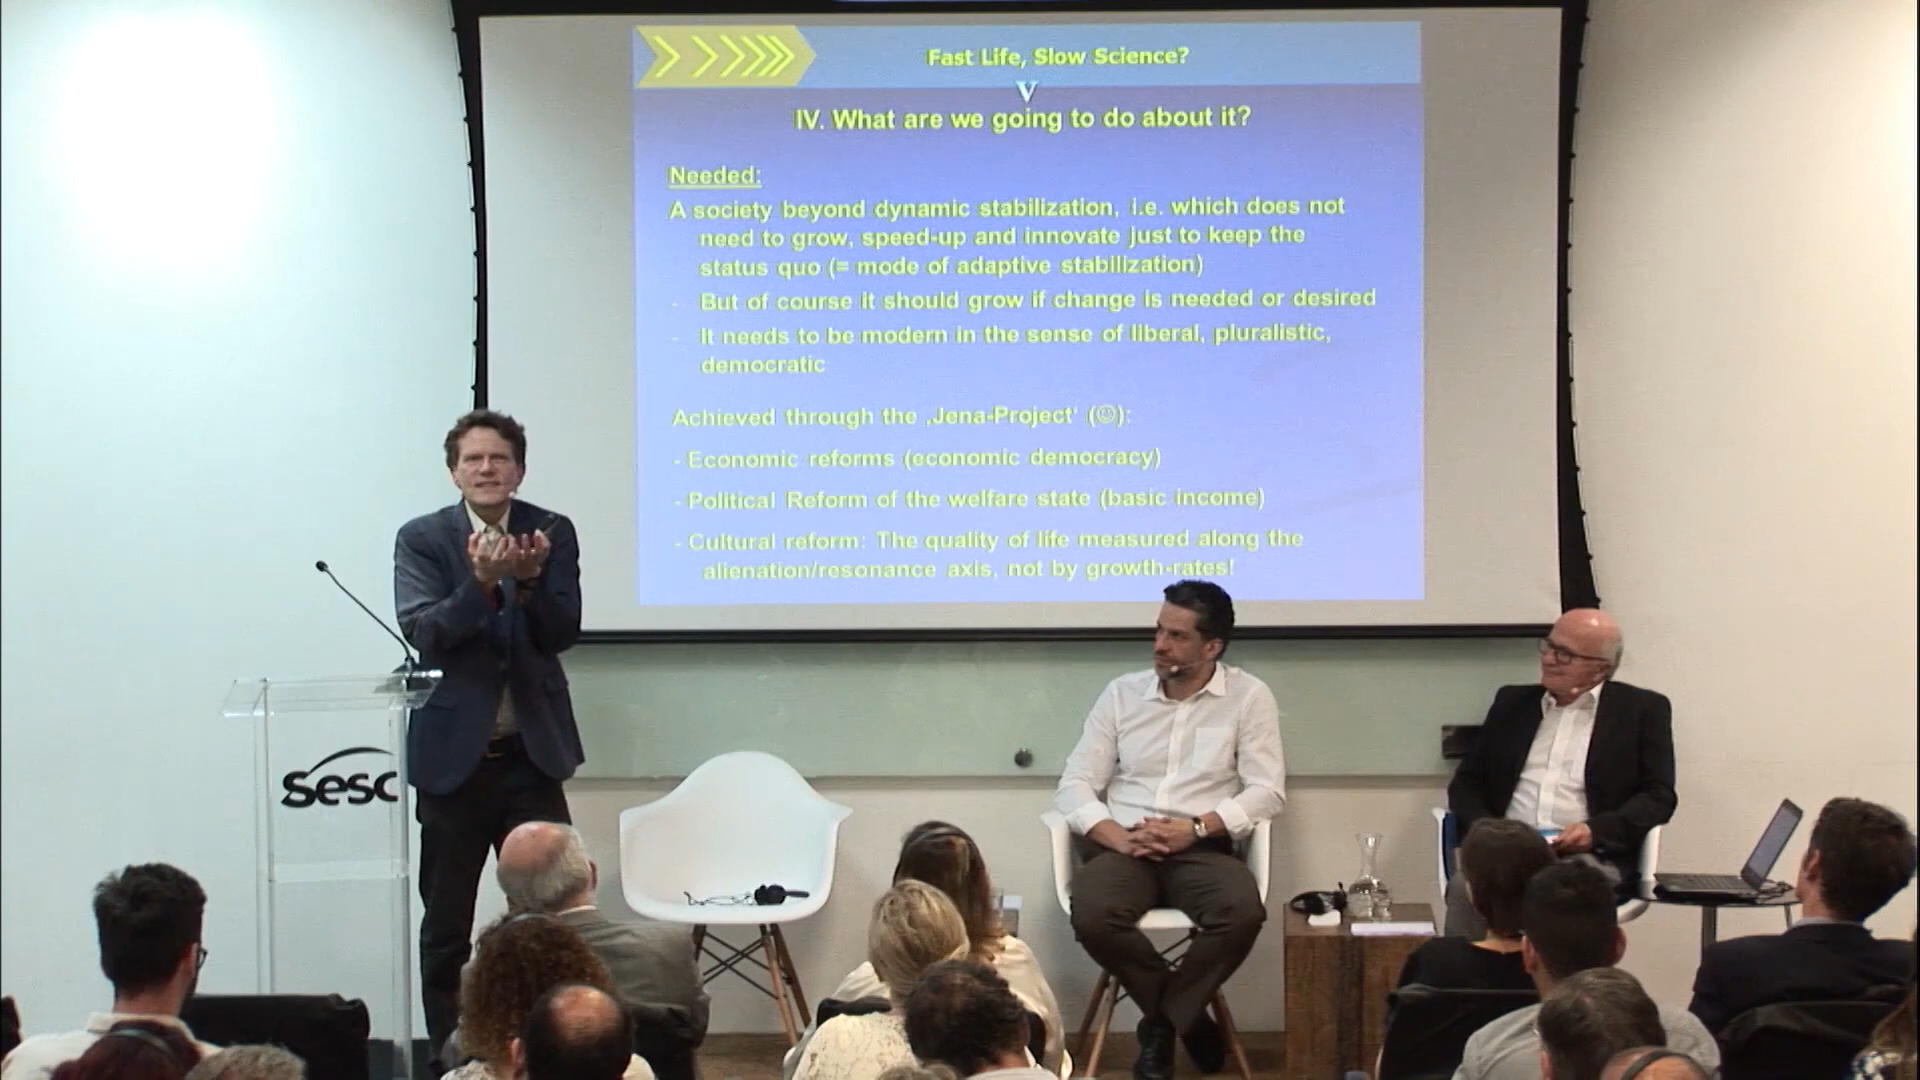 Fast Life, Slow Science?
V
IV. What are we going to do about it?
Needed:
A society beyond dynamic stabilization, i.e. which does not
need to grow, speed-up and innovate just to keep the
status quo (= mode of adaptive stabilization)
- But of course it should grow if change is needed or desired
- It needs to be modern in the sense of liberal, pluralistic,
democratic
Achieved through the ‚Jena-Project‘ (☺):
- Economic reforms (economic democracy)
- Political Reform of the welfare state (basic income)
- Cultural reform: The quality of life measured along the
alienation/resonance axis, not by growth-rates!
sesc